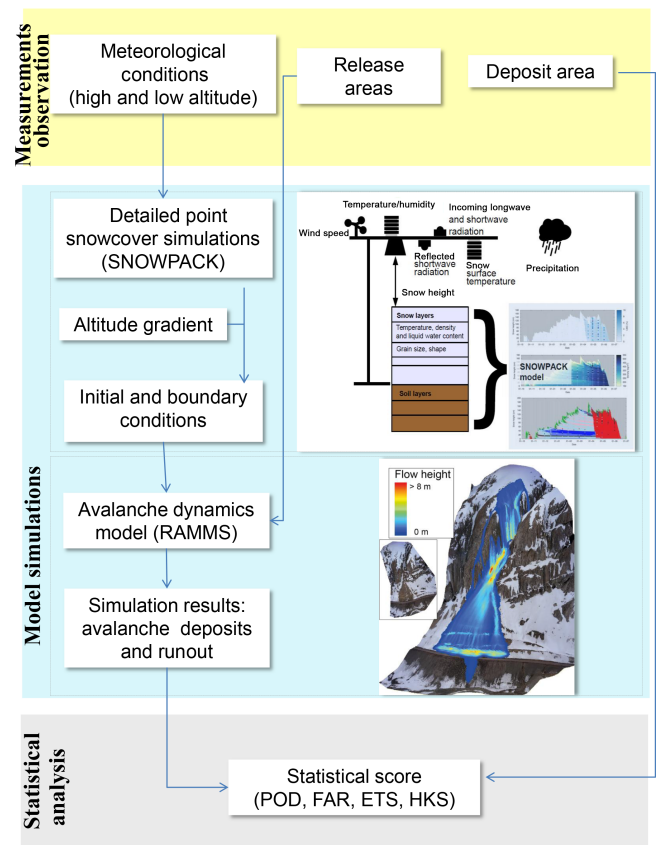 Measurements
observation
Meteorological
conditions
(high and low altitude)
Release
areas
Deposit area
Model simulations
Detailed point
snowcover simulations
(SNOWPACK)
Altitude gradient
Initial and boundary
conditions
Temperature/humidity
Incoming longwave
and shortwave
radiation
Wind speed
Reflected
shortwave
radiation
Snow
surface
temperature
Precipitation
Snow height
Snow layers
Temperature, density
and liquid water content
Grain size, shape
Soil layers
SNOWPACK
model
Avalanche dynamics
model (RAMMS)
Simulation results:
avalanche deposits
and runout
Flow height
> 8 m
0 m
Statistical
analysis
Statistical score
(POD, FAR, ETS, HKS)